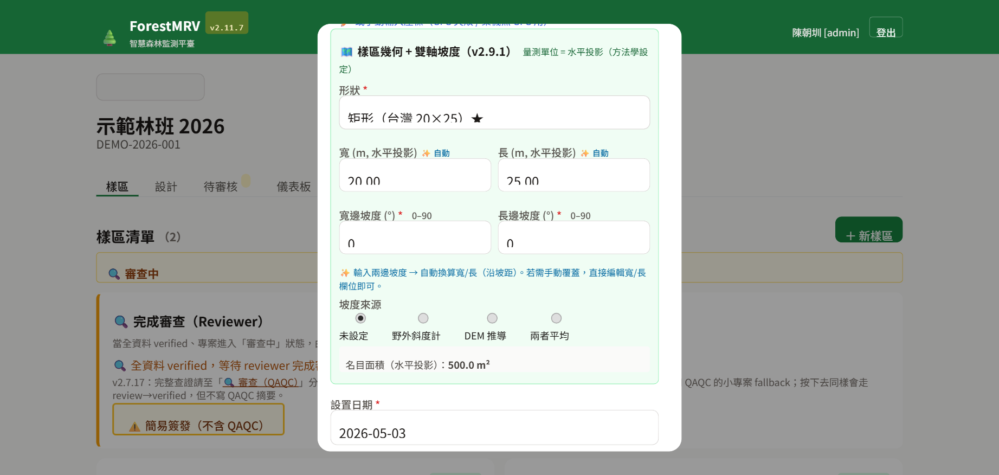 ForestMRV v2.11.7
智慧森林監測平臺
陳朝圳 [admin]
登出
示範林班 2026
DEMO-2026-001
樣區
設計
待審核
儀表板
樣區清單 （2）
＋ 新樣區
🔍 審查中
🔍 完成審查（Reviewer）
當全資料 verified、專案進入「審查中」狀態，
🔍 全資料 verified，等待 reviewer 完成
v2.7.17：完整查證請至「🔍 審查（QAQC）」分
QAQC 的小專案 fallback；按下去同樣會走
review→verified，但不寫 QAQC 摘要。
⚠️ 簡易簽發（不含 QAQC）
🗺️ 樣區幾何 + 雙軸坡度（v2.9.1） 量測單位 = 水平投影（方法學設
定）
形狀 *
矩形（台灣 20×25）★
寬 (m, 水平投影) ✨ 自動
長 (m, 水平投影) ✨ 自動
20.00
25.00
寬邊坡度 (°) * 0–90
長邊坡度 (°) * 0–90
0
0
✨ 輸入兩邊坡度 → 自動換算寬/長（沿坡距）。若需手動覆蓋，直接編輯寬/長
欄位即可。
坡度來源
未設定
野外斜度計
DEM 推導
兩者平均
名目面積（水平投影）：500.0 m²
設置日期 *
2026-05-03